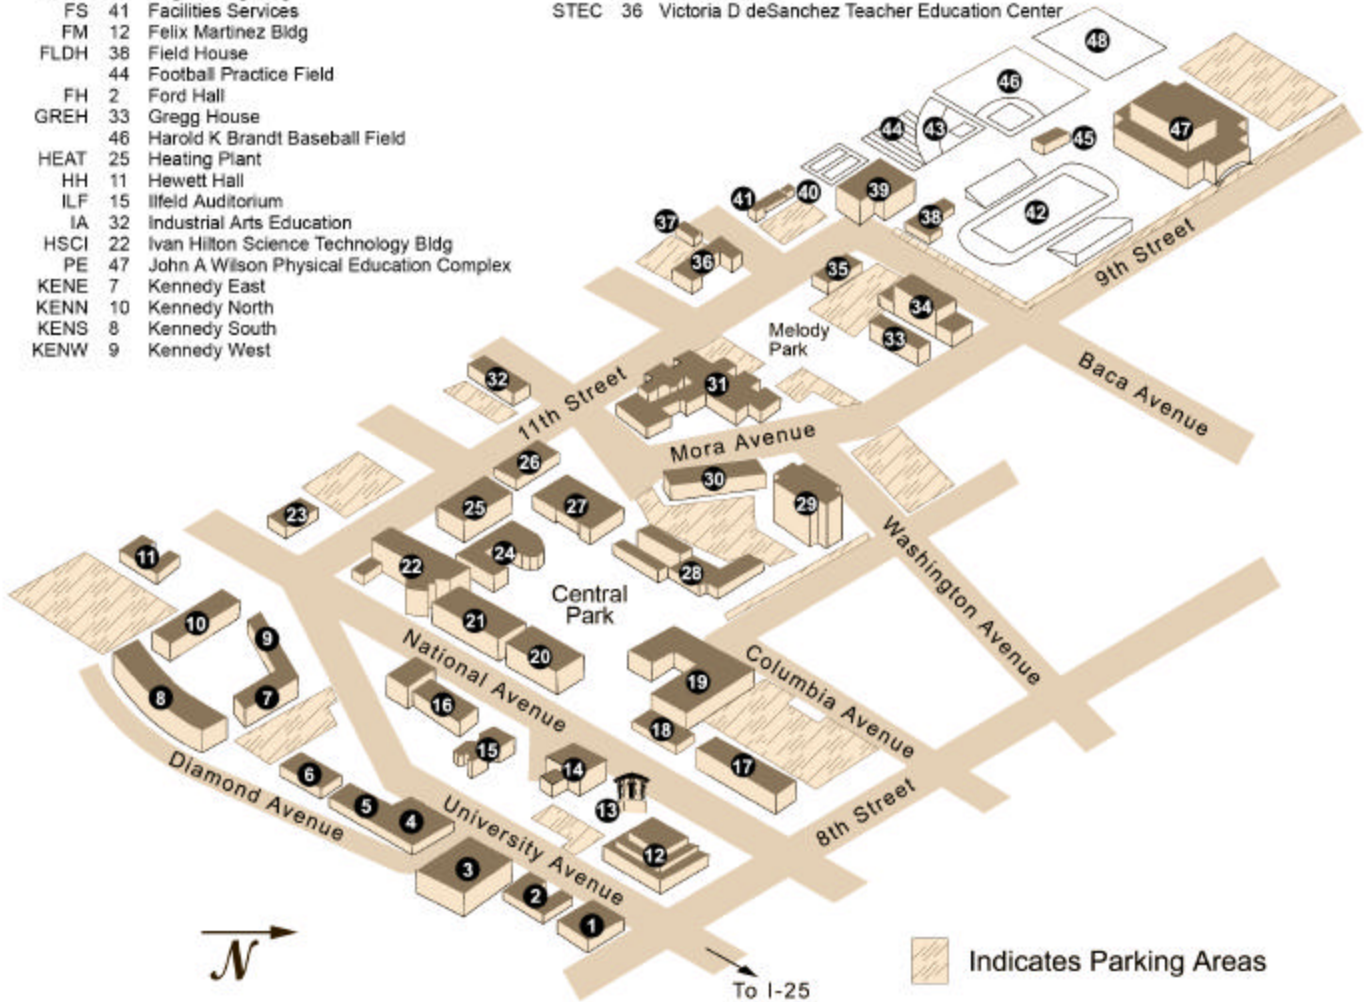 FS 41 Facilities Services
FM 12 Felix Martinez Bldg
FLDH 38 Field House
44 Football Practice Field
FH 2 Ford Hall
GREH 33 Gregg House
46 Harold K Brandt Baseball Field
HEAT 25 Heating Plant
HH 11 Hewett Hall
ILF 15 Ilfeld Auditorium
IA 32 Industrial Arts Education
HSCI 22 Ivan Hilton Science Technology Bldg
PE 47 John A Wilson Physical Education Complex
KENE 7 Kennedy East
KENN 10 Kennedy North
KENS 8 Kennedy South
KENW 9 Kennedy West
STEC 36 Victoria D deSanchez Teacher Education Center
48
46
47
44
43
45
41
40
39
42
38
37
36
35
9th Street
34
33
Melody
Park
Baca Avenue
32
31
11th Street
Mora Avenue
26
30
25
27
29
23
24
22
28
11
Washington Avenue
Central
Park
10
9
21
20
National Avenue
19
Columbia Avenue
8
7
16
18
15
17
14
6
Diamond Avenue
5
4
13
8th Street
University Avenue
12
3
2
1
N
To I-25
Indicates Parking Areas